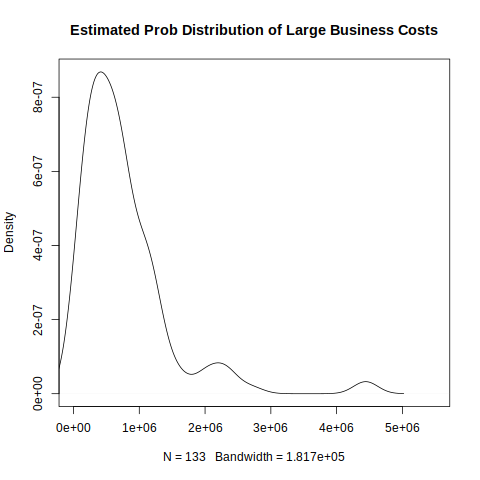 Estimated Prob Distribution of Large Business Costs
Density
8e-07
6e-07
4e-07
2e-07
0e+00
0e+00 1e+06 2e+06 3e+06 4e+06 5e+06
N = 133 Bandwidth = 1.817e+05